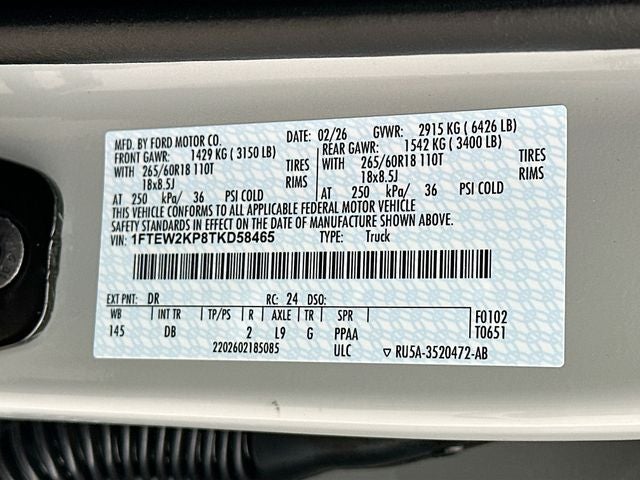 MFD. BY FORD MOTOR CO.
DATE: 02/26 GVWR: 2915 KG ( 6426 LB)
FRONT GAWR: 1429 KG ( 3150 LB) REAR GAWR: 1542 KG ( 3400 LB)
WITH 265/60R18 110T TIRES WITH 265/60R18 110T TIRES
18x8.5J RIMS 18x8.5J RIMS
AT 250 kPa/ 36 PSI COLD AT 250 kPa/ 36 PSI COLD
THIS VEHICLE CONFORMS TO ALL APPLICABLE FEDERAL MOTOR VEHICLE
SAFETY STANDARDS IN EFFECT ON THE DATE OF MANUFACTURE SHOWN ABOVE.
VIN: 1FTEW2KP8TKD58465 TYPE: Truck
EXT PNT: DR RC: 24 DSO:
WB INT TR TP/PS R AXLE TR SPR F0102
145 DB 2 L9 G PPAA T0651
2202602185085 ULC ▽ RU5A-3520472-AB